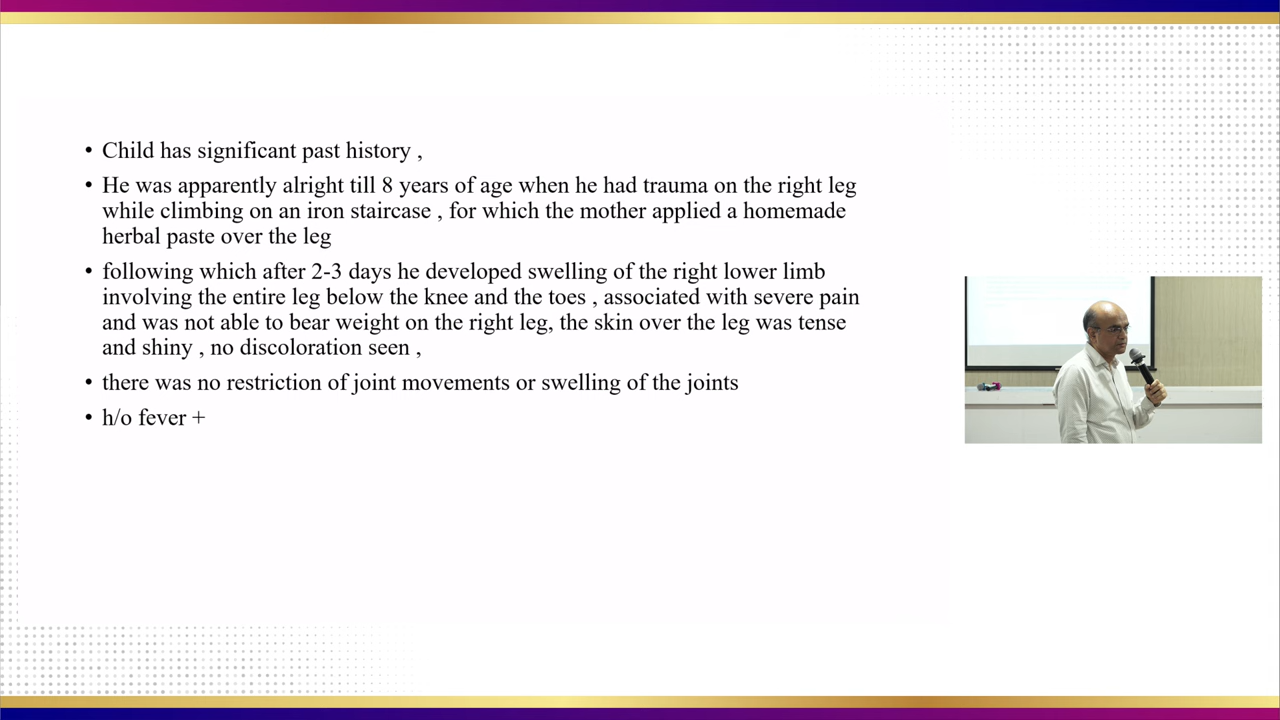 • Child has significant past history ,
• He was apparently alright till 8 years of age when he had trauma on the right leg
while climbing on an iron staircase , for which the mother applied a homemade
herbal paste over the leg
• following which after 2-3 days he developed swelling of the right lower limb
involving the entire leg below the knee and the toes , associated with severe pain
and was not able to bear weight on the right leg, the skin over the leg was tense
and shiny , no discoloration seen ,
• there was no restriction of joint movements or swelling of the joints
• h/o fever +